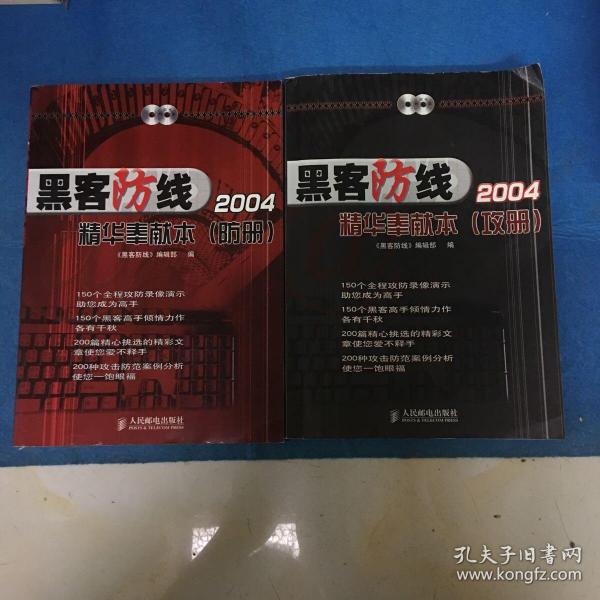 黑客防线
2004
精华奉献本（防册）
《黑客防线》编辑部 编
150个全程攻防录像演示
助您成为高手
150个黑客高手倾情力作
各有千秋
200篇精心挑选的精彩文
章使您爱不释手
200种攻击防范案例分析
使您一饱眼福
人民邮电出版社
POSTS & TELECOM PRESS
黑客防线
2004
精华奉献本（攻册）
《黑客防线》编辑部 编
150个全程攻防录像演示
助您成为高手
150个黑客高手倾情力作
各有千秋
200篇精心挑选的精彩文
章使您爱不释手
200种攻击防范案例分析
使您一饱眼福
人民邮电出版社
POSTS & TELECOM PRESS
孔夫子旧书网
www.kongfz.com